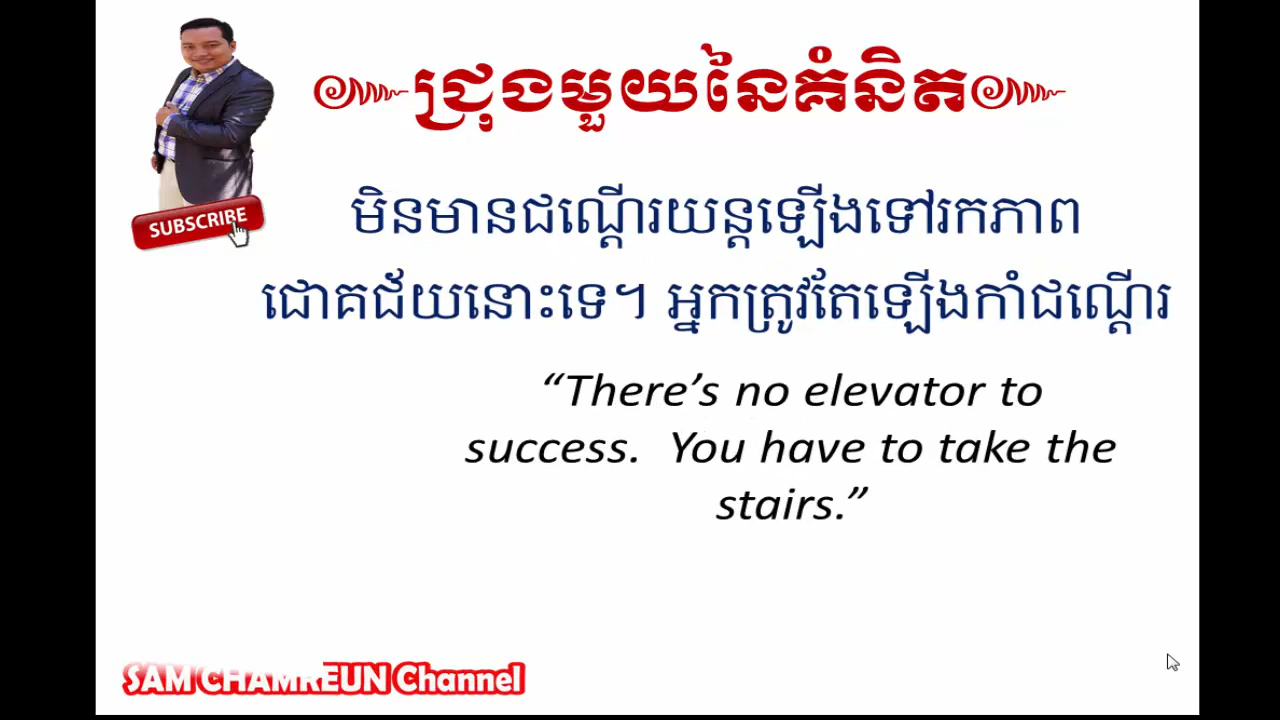 ជ្រុងមួយនៃគំនិត
SUBSCRIBE
មិនមានជណ្ដើរយន្តឡើងទៅរកភាព
ជោគជ័យនោះទេ។ អ្នកត្រូវតែឡើងកាំជណ្ដើរ
“There’s no elevator to
success. You have to take the
stairs.”
SAM CHAMREUN Channel